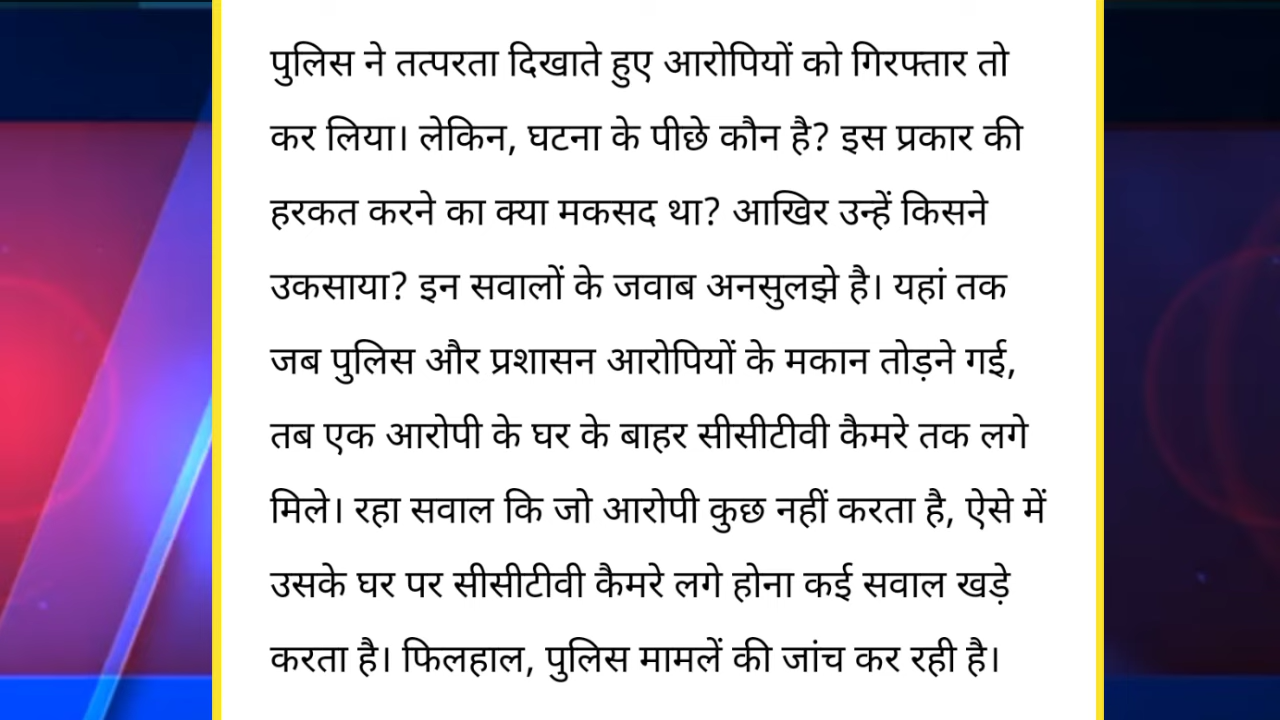 पुलिस ने तत्परता दिखाते हुए आरोपियों को गिरफ्तार तो
कर लिया। लेकिन, घटना के पीछे कौन है? इस प्रकार की
हरकत करने का क्या मकसद था? आखिर उन्हें किसने
उकसाया? इन सवालों के जवाब अनसुलझे है। यहां तक
जब पुलिस और प्रशासन आरोपियों के मकान तोड़ने गई,
तब एक आरोपी के घर के बाहर सीसीटीवी कैमरे तक लगे
मिले। रहा सवाल कि जो आरोपी कुछ नहीं करता है, ऐसे में
उसके घर पर सीसीटीवी कैमरे लगे होना कई सवाल खड़े
करता है। फिलहाल, पुलिस मामलें की जांच कर रही है।